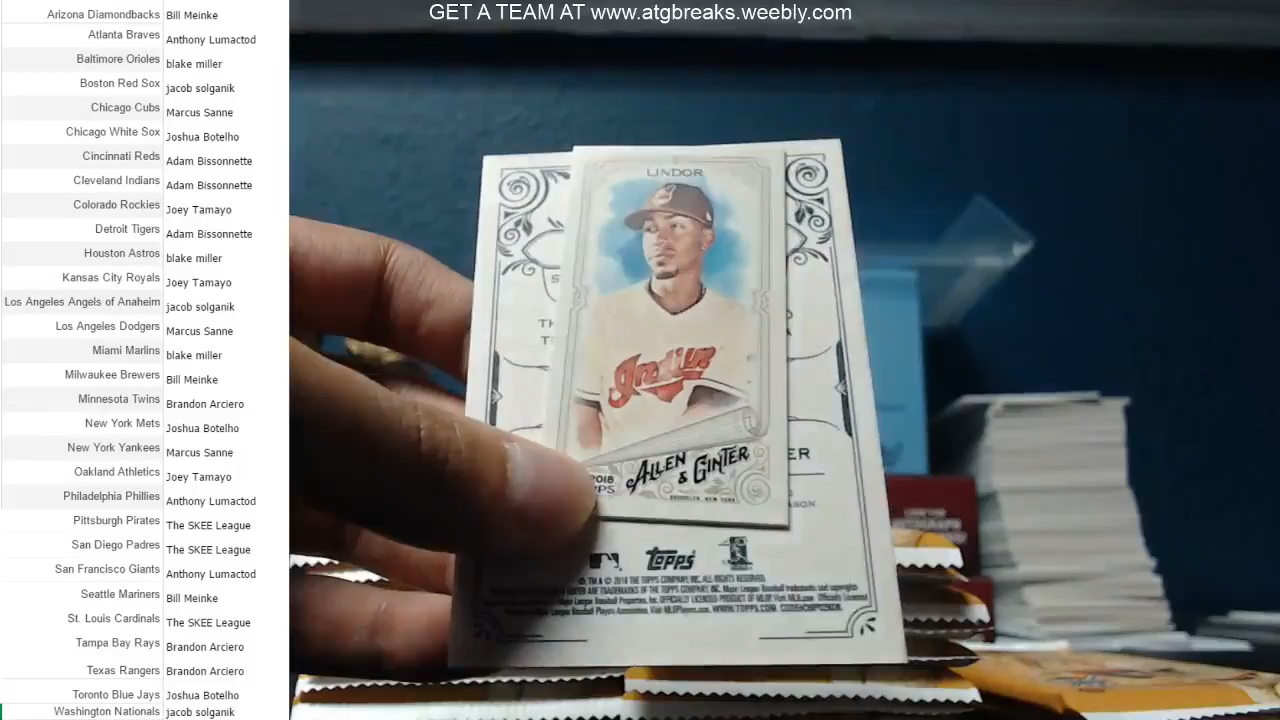 GET A TEAM AT www.atgbreaks.weebly.com
Arizona Diamondbacks Bill Meinke
Atlanta Braves Anthony Lumactod
Baltimore Orioles blake miller
Boston Red Sox jacob solganik
Chicago Cubs Marcus Sanne
Chicago White Sox Joshua Botelho
Cincinnati Reds Adam Bissonnette
Cleveland Indians Adam Bissonnette
Colorado Rockies Joey Tamayo
Detroit Tigers Adam Bissonnette
Houston Astros blake miller
Kansas City Royals Joey Tamayo
Los Angeles Angels of Anaheim jacob solganik
Los Angeles Dodgers Marcus Sanne
Miami Marlins blake miller
Milwaukee Brewers Bill Meinke
Minnesota Twins Brandon Arciero
New York Mets Joshua Botelho
New York Yankees Marcus Sanne
Oakland Athletics Joey Tamayo
Philadelphia Phillies Anthony Lumactod
Pittsburgh Pirates The SKEE League
San Diego Padres The SKEE League
San Francisco Giants Anthony Lumactod
Seattle Mariners Bill Meinke
St. Louis Cardinals The SKEE League
Tampa Bay Rays Brandon Arciero
Texas Rangers Brandon Arciero
Toronto Blue Jays Joshua Botelho
Washington Nationals jacob solganik
LINDOR
Indians
2018
ALLEN
& GINTER
BROOKLYN, NEW YORK
TH
T
ER
ASON
topps